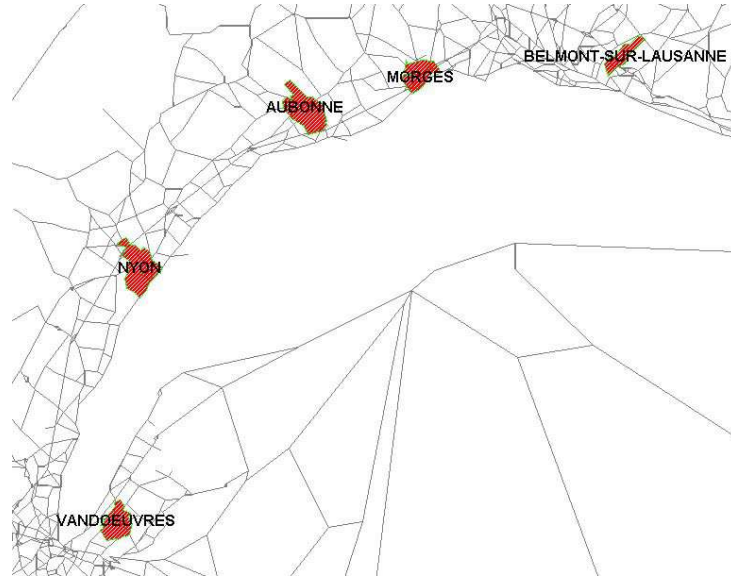 BELMONT-SUR-LAUSANNE
MORGES
AUBONNE
NYON
VANDOEUVRES